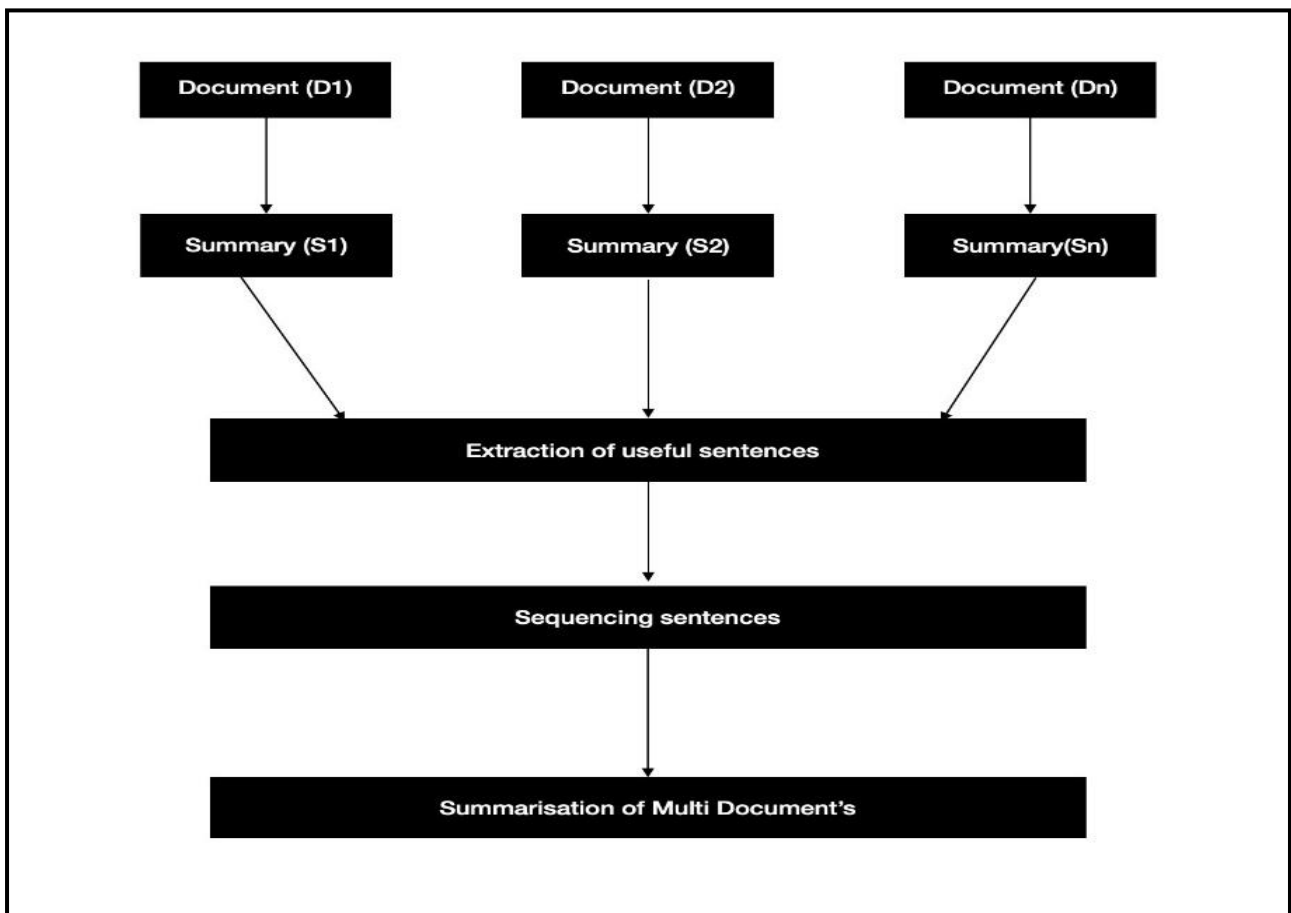 Document (D1)
Document (D2)
Document (Dn)
Summary (S1)
Summary (S2)
Summary(Sn)
Extraction of useful sentences
Sequencing sentences
Summarisation of Multi Document's